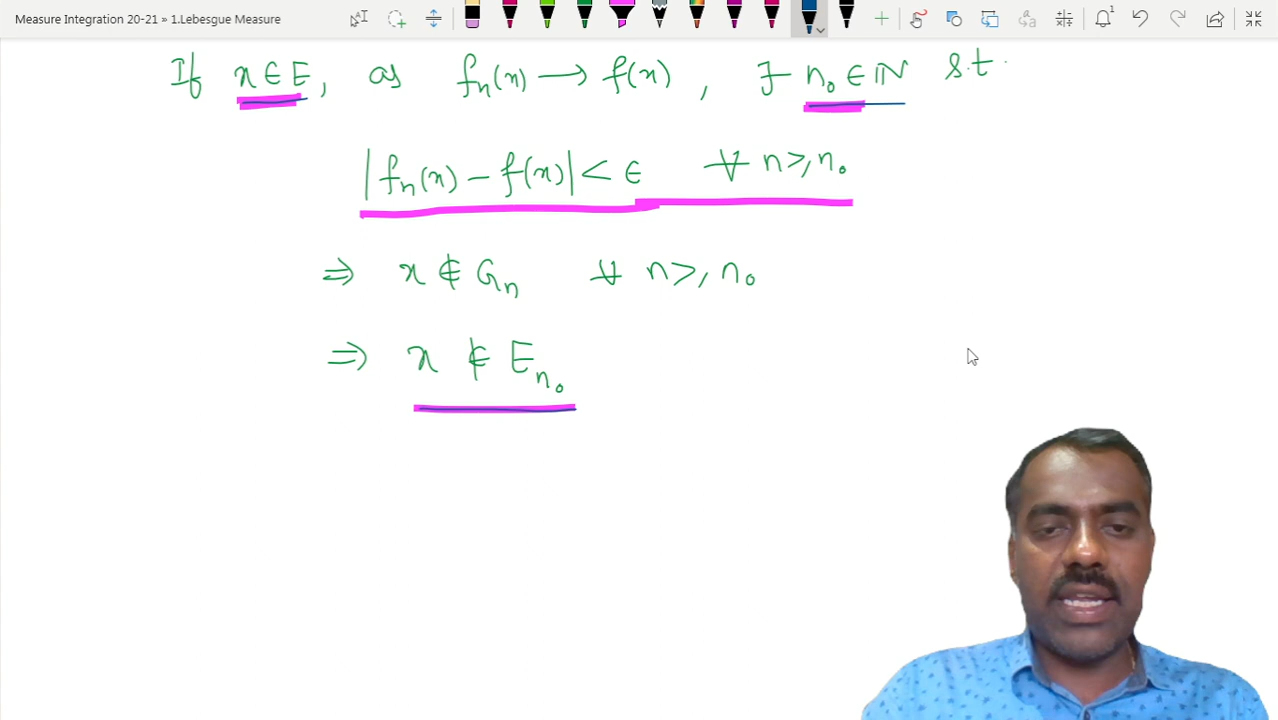 Measure Integration 20-21 » 1.Lebesgue Measure
If x ∈ E, as fₙ(x) → f(x), ∃ n₀ ∈ ℕ s.t.
|fₙ(x) − f(x)| < ∈ ∀ n ≥ n₀
⇒ x ∉ Gₙ ∀ n ≥ n₀
⇒ x ∉ Eₙ₀